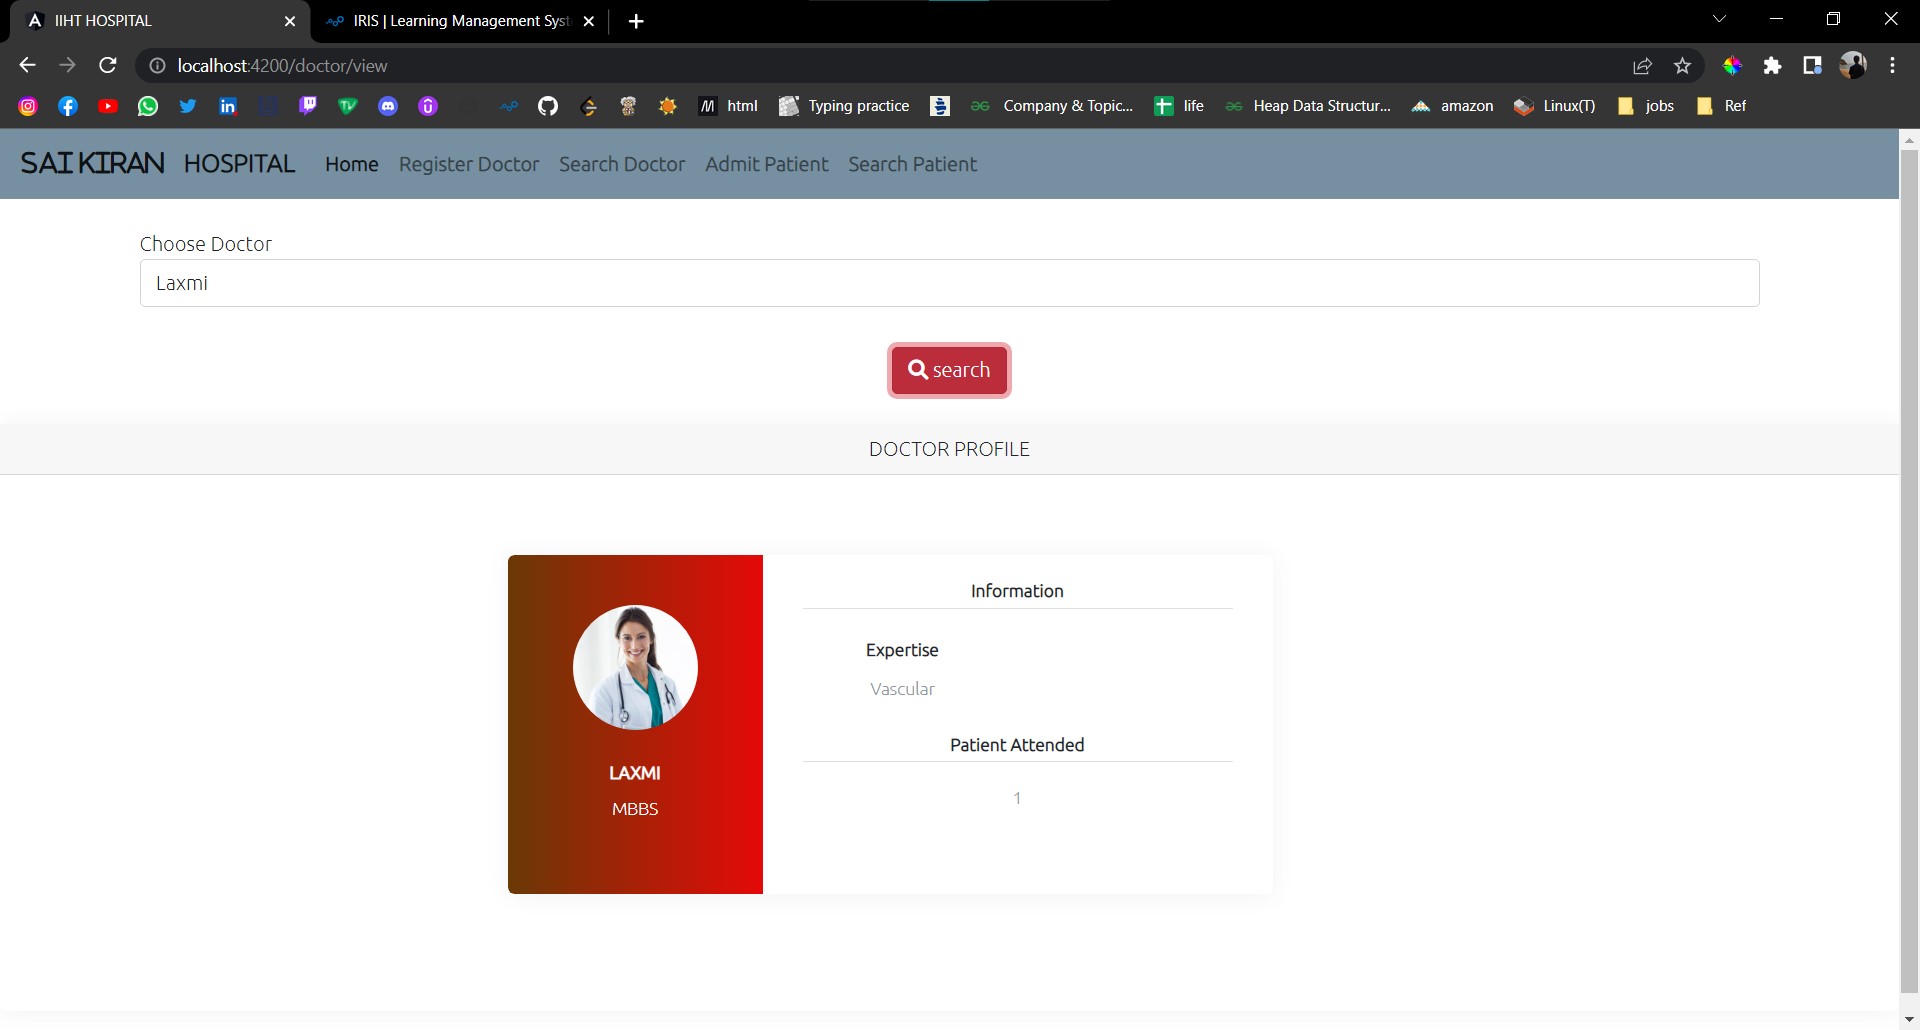 IIHT HOSPITAL
IRIS | Learning Management Syst
localhost:4200/doctor/view
html Typing practice Company & Topic... life Heap Data Structur... amazon Linux(T) jobs Ref
SAI KIRAN HOSPITAL Home Register Doctor Search Doctor Admit Patient Search Patient
Choose Doctor
Laxmi
search
DOCTOR PROFILE
Information
Expertise
Vascular
Patient Attended
1
LAXMI
MBBS